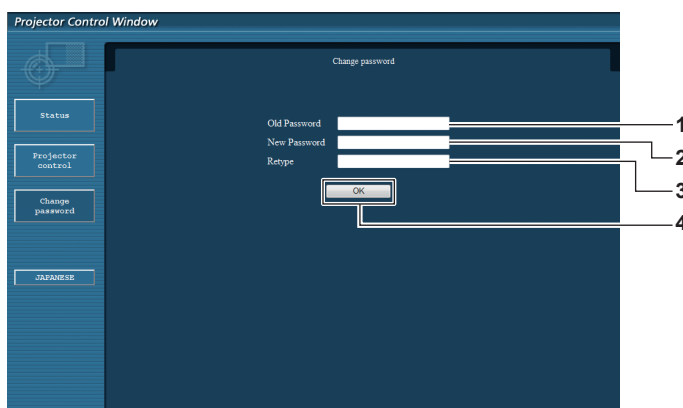 Projector Control Window
Change password
Status
Projector
control
Change
password
JAPANESE
Old Password
New Password
Retype
OK
1
2
3
4